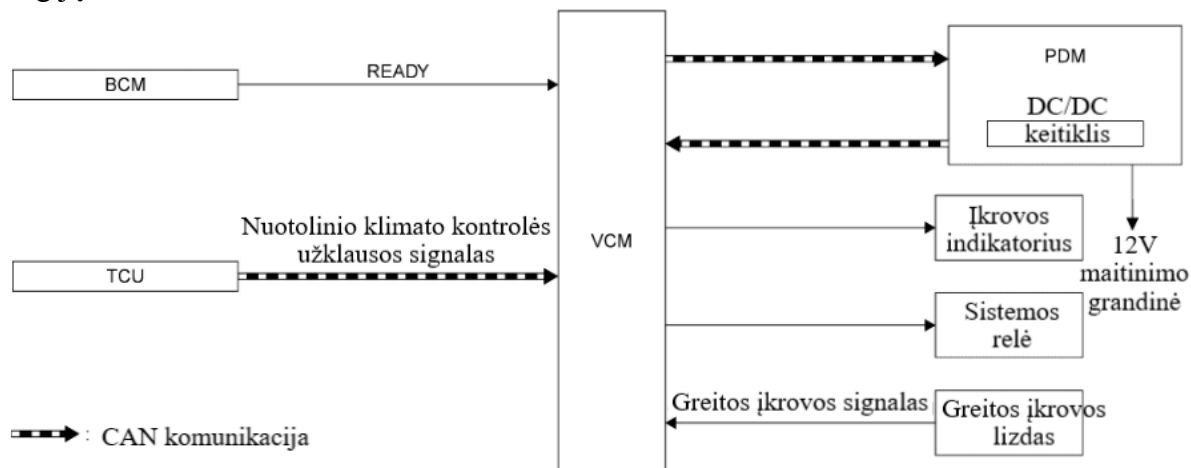 BCM
READY
Nuotolinio klimato kontrolės
užklausos signalas
TCU
VCM
PDM
DC/DC
keitiklis
Įkrovos
indikatorius
12V
maitinimo
grandinė
Sistemos
relė
Greitos įkrovos signalas
Greitos įkrovos
lizdas
: CAN komunikacija